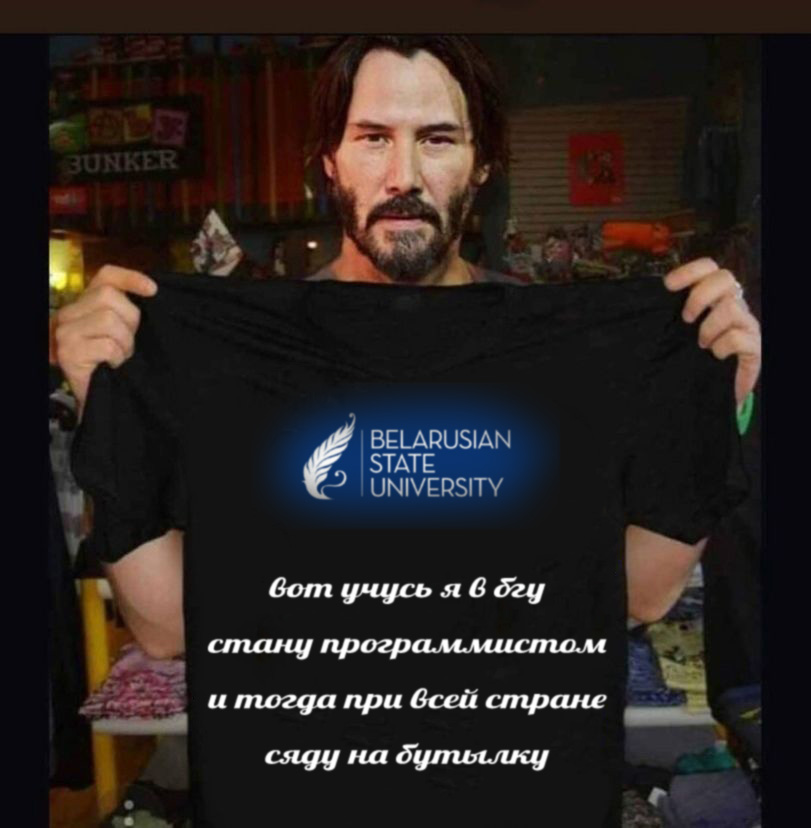 BUNKER
BELARUSIAN
STATE
UNIVERSITY
вот учусь я в бгу
стану программистом
и тогда при всей стране
сяду на бутылку